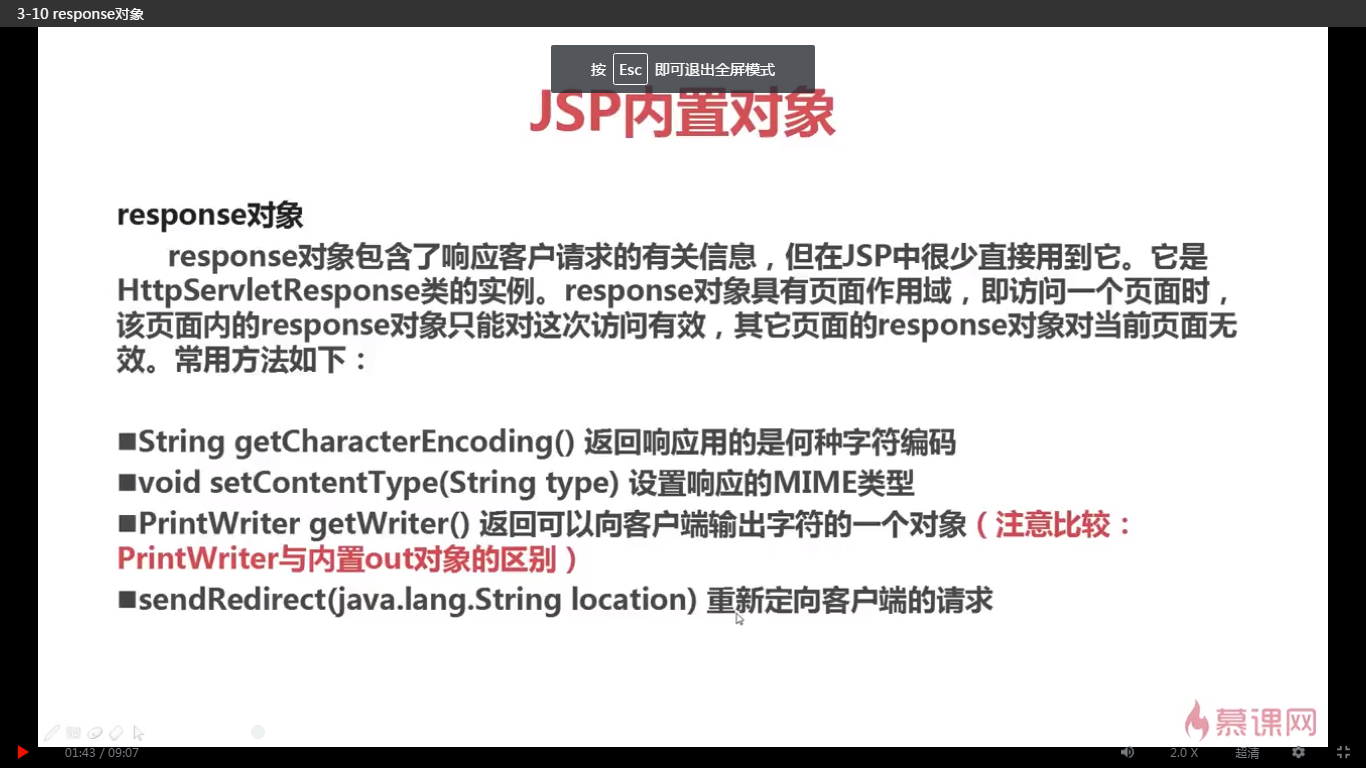 3-10 response对象
按 Esc 即可退出全屏模式
JSP内置对象
response对象
response对象包含了响应客户请求的有关信息，但在JSP中很少直接用到它。它是
HttpServletResponse类的实例。response对象具有页面作用域，即访问一个页面时，
该页面内的response对象只能对这次访问有效，其它页面的response对象对当前页面无
效。常用方法如下：
■String getCharacterEncoding() 返回响应用的是何种字符编码
■void setContentType(String type) 设置响应的MIME类型
■PrintWriter getWriter() 返回可以向客户端输出字符的一个对象（注意比较：
PrintWriter与内置out对象的区别）
■sendRedirect(java.lang.String location) 重新定向客户端的请求
慕课网
01:43 / 09:07
2.0 X
超清